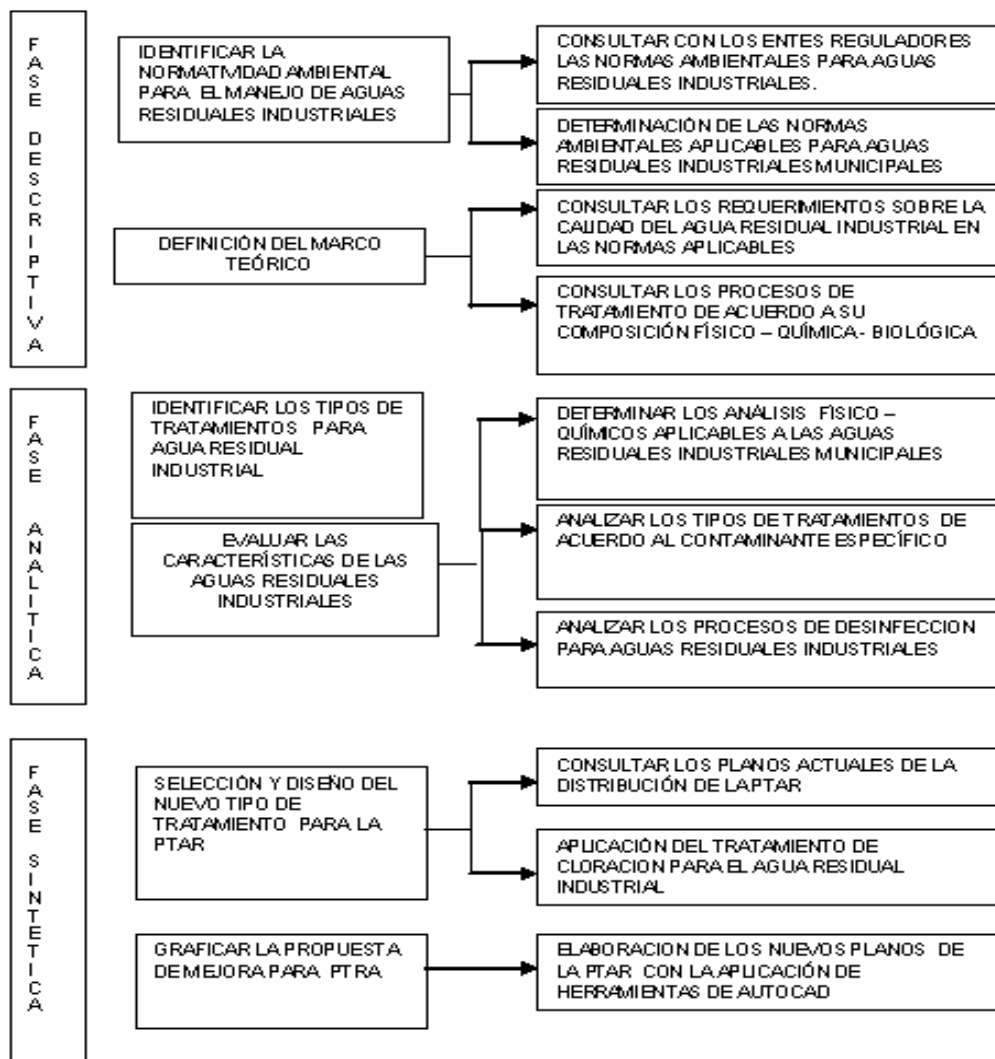 FASE DESCRIPTIVA
IDENTIFICAR LA
NORMATIVIDAD AMBIENTAL
PARA EL MANEJO DE AGUAS
RESIDUALES INDUSTRIALES
CONSULTAR CON LOS ENTES REGULADORES
LAS NORMAS AMBIENTALES PARA AGUAS
RESIDUALES INDUSTRIALES.
DETERMINACIÓN DE LAS NORMAS
AMBIENTALES APLICABLES PARA AGUAS
RESIDUALES INDUSTRIALES MUNICIPALES
DEFINICIÓN DEL MARCO
TEÓRICO
CONSULTAR LOS REQUERIMIENTOS SOBRE LA
CALIDAD DEL AGUA RESIDUAL INDUSTRIAL EN
LAS NORMAS APLICABLES
CONSULTAR LOS PROCESOS DE
TRATAMIENTO DE ACUERDO A SU
COMPOSICIÓN FÍSICO – QUÍMICA - BIOLÓGICA
FASE ANALITICA
IDENTIFICAR LOS TIPOS DE
TRATAMIENTOS PARA
AGUA RESIDUAL
INDUSTRIAL
EVALUAR LAS
CARACTERÍSTICAS DE LAS
AGUAS RESIDUALES
INDUSTRIALES
DETERMINAR LOS ANÁLISIS FÍSICO –
QUÍMICOS APLICABLES A LAS AGUAS
RESIDUALES INDUSTRIALES MUNICIPALES
ANALIZAR LOS TIPOS DE TRATAMIENTOS DE
ACUERDO AL CONTAMINANTE ESPECÍFICO
ANALIZAR LOS PROCESOS DE DESINFECCION
PARA AGUAS RESIDUALES INDUSTRIALES
FASE SINTETICA
SELECCIÓN Y DISEÑO DEL
NUEVO TIPO DE
TRATAMIENTO PARA LA
PTAR
CONSULTAR LOS PLANOS ACTUALES DE LA
DISTRIBUCIÓN DE LA PTAR
APLICACIÓN DEL TRATAMIENTO DE
CLORACION PARA EL AGUA RESIDUAL
INDUSTRIAL
GRAFICAR LA PROPUESTA
DE MEJORA PARA PTRA
ELABORACION DE LOS NUEVOS PLANOS DE
LA PTAR CON LA APLICACIÓN DE
HERRAMIENTAS DE AUTOCAD